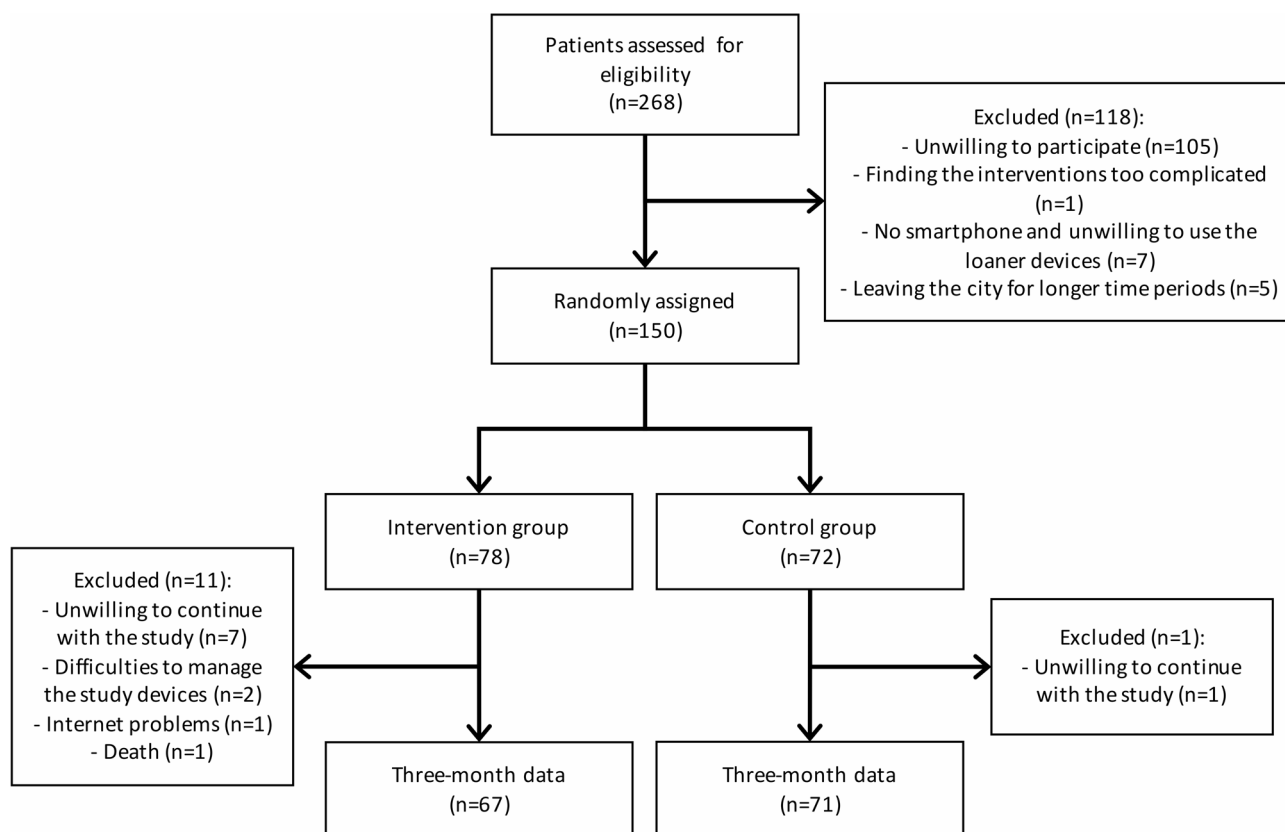 Patients assessed for
eligibility
(n=268)
Excluded (n=118):
- Unwilling to participate (n=105)
- Finding the interventions too complicated
(n=1)
- No smartphone and unwilling to use the
loaner devices (n=7)
- Leaving the city for longer time periods (n=5)
Randomly assigned
(n=150)
Intervention group
(n=78)
Control group
(n=72)
Excluded (n=11):
- Unwilling to continue
with the study (n=7)
- Difficulties to manage
the study devices (n=2)
- Internet problems (n=1)
- Death (n=1)
Excluded (n=1):
- Unwilling to continue
with the study (n=1)
Three-month data
(n=67)
Three-month data
(n=71)